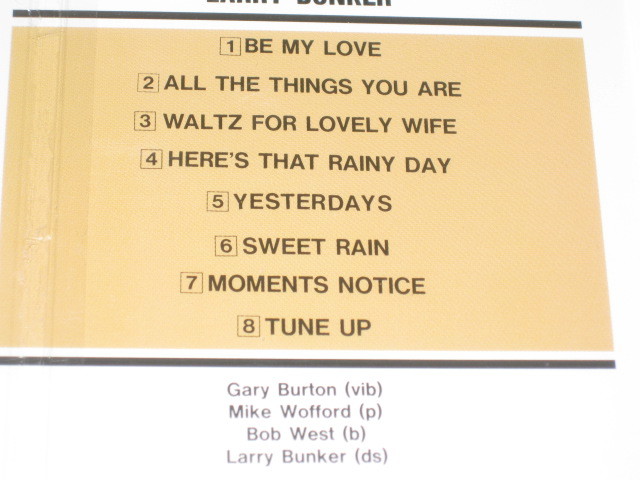 LARRY BUNKER
1 BE MY LOVE
2 ALL THE THINGS YOU ARE
3 WALTZ FOR LOVELY WIFE
4 HERE'S THAT RAINY DAY
5 YESTERDAYS
6 SWEET RAIN
7 MOMENTS NOTICE
8 TUNE UP
Gary Burton (vib)
Mike Wofford (p)
Bob West (b)
Larry Bunker (ds)